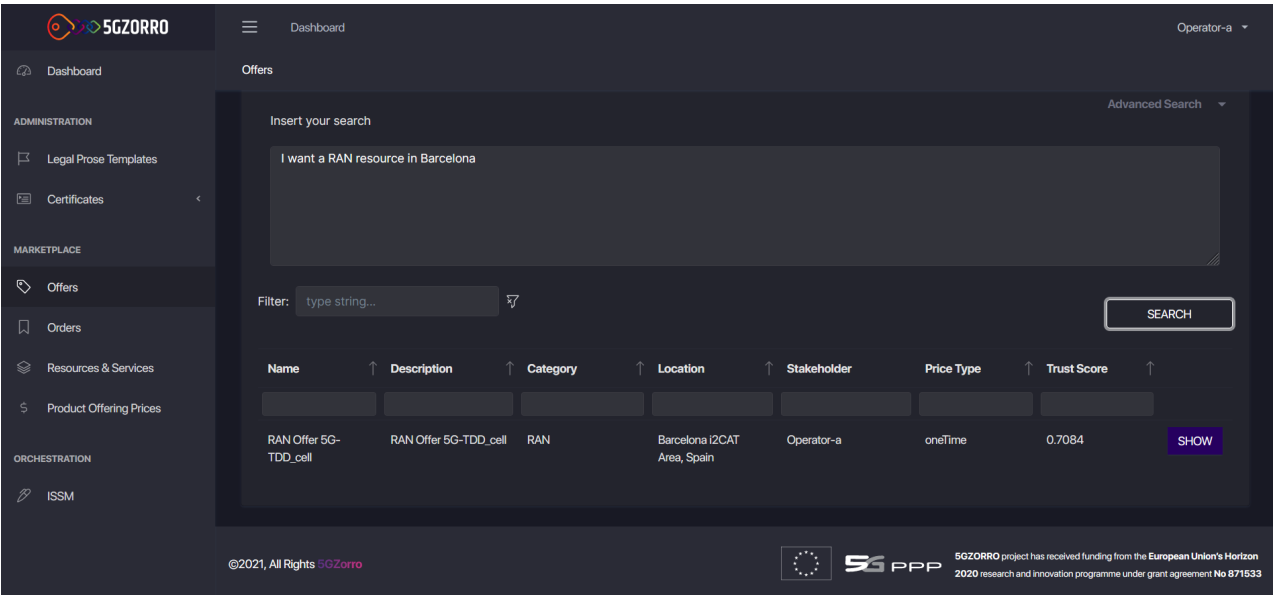 5GZORRO
Dashboard
Operator-a
Dashboard
Offers
ADMINISTRATION
Legal Prose Templates
Certificates
MARKETPLACE
Offers
Orders
Resources & Services
Product Offering Prices
ORCHESTRATION
ISSM
Advanced Search
Insert your search
I want a RAN resource in Barcelona
Filter: type string...
SEARCH
Name Description Category Location Stakeholder Price Type Trust Score
RAN Offer 5G- RAN Offer 5G-TDD_cell RAN Barcelona i2CAT Operator-a oneTime 0.7084 SHOW
TDD_cell Area, Spain
©2021, All Rights 5GZorro
5G PPP
5GZORRO project has received funding from the European Union's Horizon
2020 research and innovation programme under grant agreement No 871533